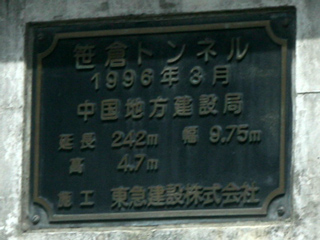 笹倉トンネル
1996年3月
中国地方建設局
延長 242m 幅 9.75m
高 4.7m
施工 東急建設株式会社